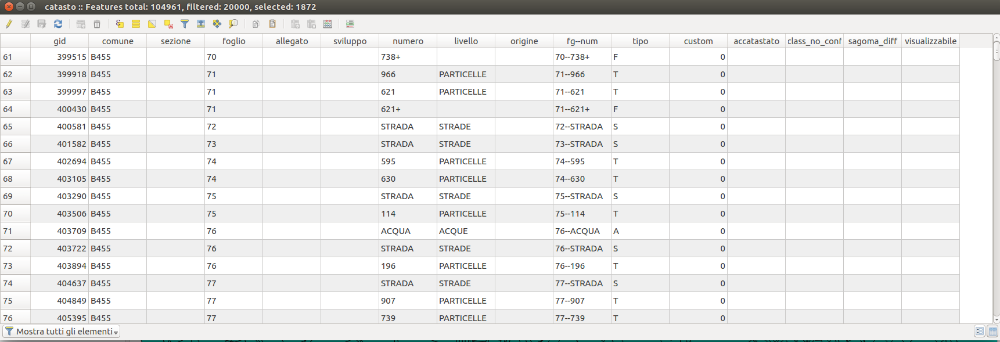 catasto :: Features total: 104961, filtered: 20000, selected: 1872
gid comune sezione foglio allegato sviluppo numero livello origine fg--num tipo custom accatastato class_no_conf sagoma_diff visualizzabile
61 399515 B455 70 738+ 70--738+ F 0
62 399918 B455 71 966 PARTICELLE 71--966 T 0
63 399997 B455 71 621 PARTICELLE 71--621 T 0
64 400430 B455 71 621+ 71--621+ F 0
65 400581 B455 72 STRADA STRADE 72--STRADA S 0
66 401582 B455 73 STRADA STRADE 73--STRADA S 0
67 402694 B455 74 595 PARTICELLE 74--595 T 0
68 403105 B455 74 630 PARTICELLE 74--630 T 0
69 403290 B455 75 STRADA STRADE 75--STRADA S 0
70 403506 B455 75 114 PARTICELLE 75--114 T 0
71 403709 B455 76 ACQUA ACQUE 76--ACQUA A 0
72 403722 B455 76 STRADA STRADE 76--STRADA S 0
73 403894 B455 76 196 PARTICELLE 76--196 T 0
74 404637 B455 77 STRADA STRADE 77--STRADA S 0
75 404849 B455 77 907 PARTICELLE 77--907 T 0
76 405395 B455 77 739 PARTICELLE 77--739 T 0
Mostra tutti gli elementi